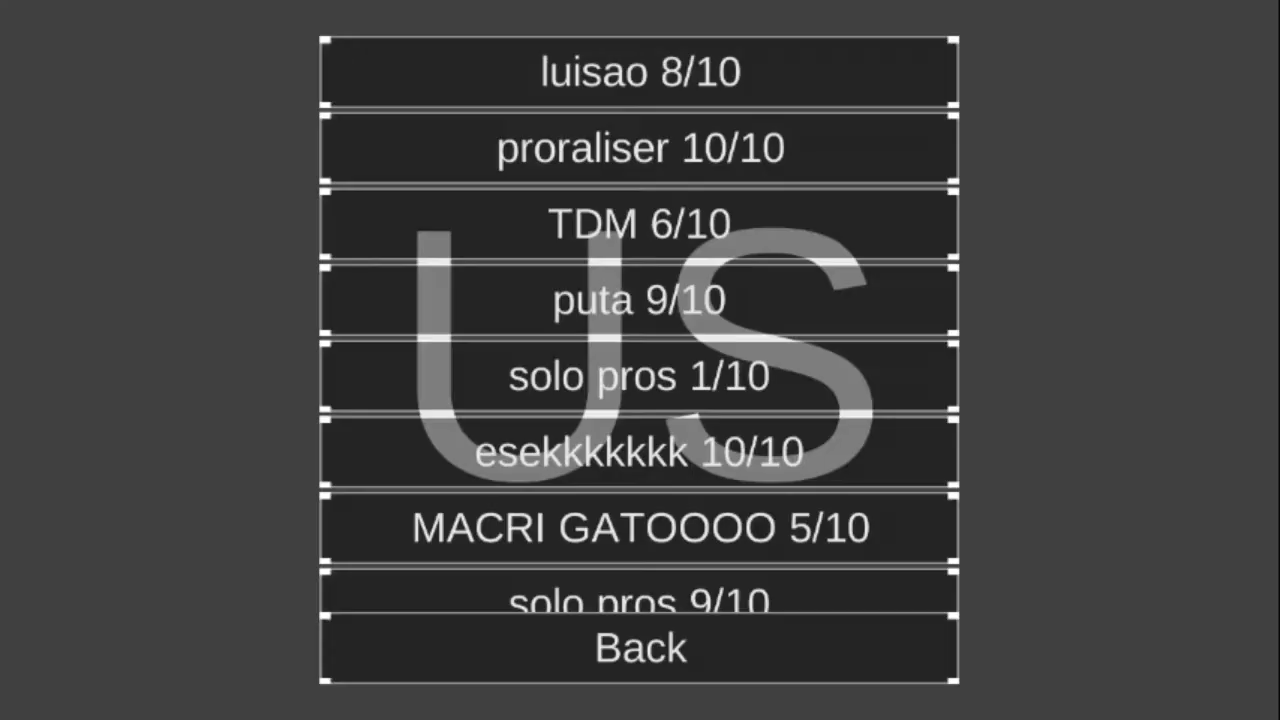 luisao 8/10
proraliser 10/10
TDM 6/10
US
puta 9/10
solo pros 1/10
esekkkkkkk 10/10
MACRI GATOOOO 5/10
solo pros 9/10
Back